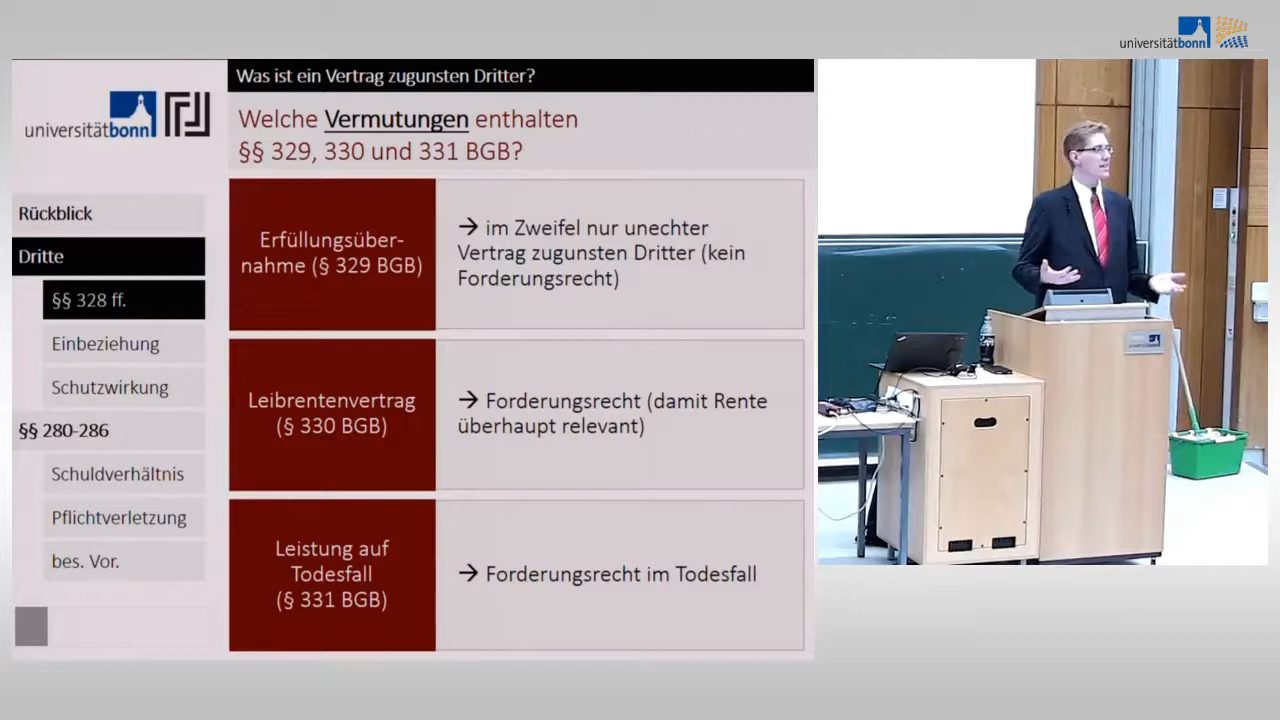 universitätbonn
Was ist ein Vertrag zugunsten Dritter?
universitätbonn
Welche Vermutungen enthalten
§§ 329, 330 und 331 BGB?
Rückblick
Dritte
§§ 328 ff.
Einbeziehung
Schutzwirkung
§§ 280-286
Schuldverhältnis
Pflichtverletzung
bes. Vor.
Erfüllungsüber-
nahme (§ 329 BGB)
→ im Zweifel nur unechter
Vertrag zugunsten Dritter (kein
Forderungsrecht)
Leibrentenvertrag
(§ 330 BGB)
→ Forderungsrecht (damit Rente
überhaupt relevant)
Leistung auf
Todesfall
(§ 331 BGB)
→ Forderungsrecht im Todesfall